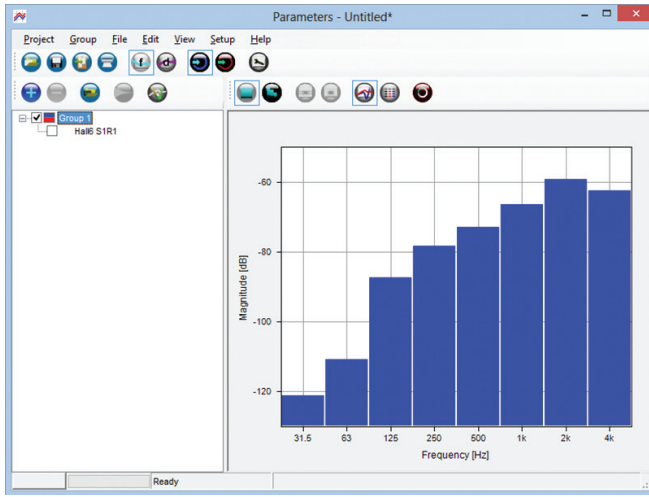 Parameters - Untitled*
Project Group File Edit View Setup Help
f d
Group 1
Hall6 S1R1
-60
-80
-100
-120
Magnitude [dB]
31.5 63 125 250 500 1k 2k 4k
Frequency [Hz]
Ready